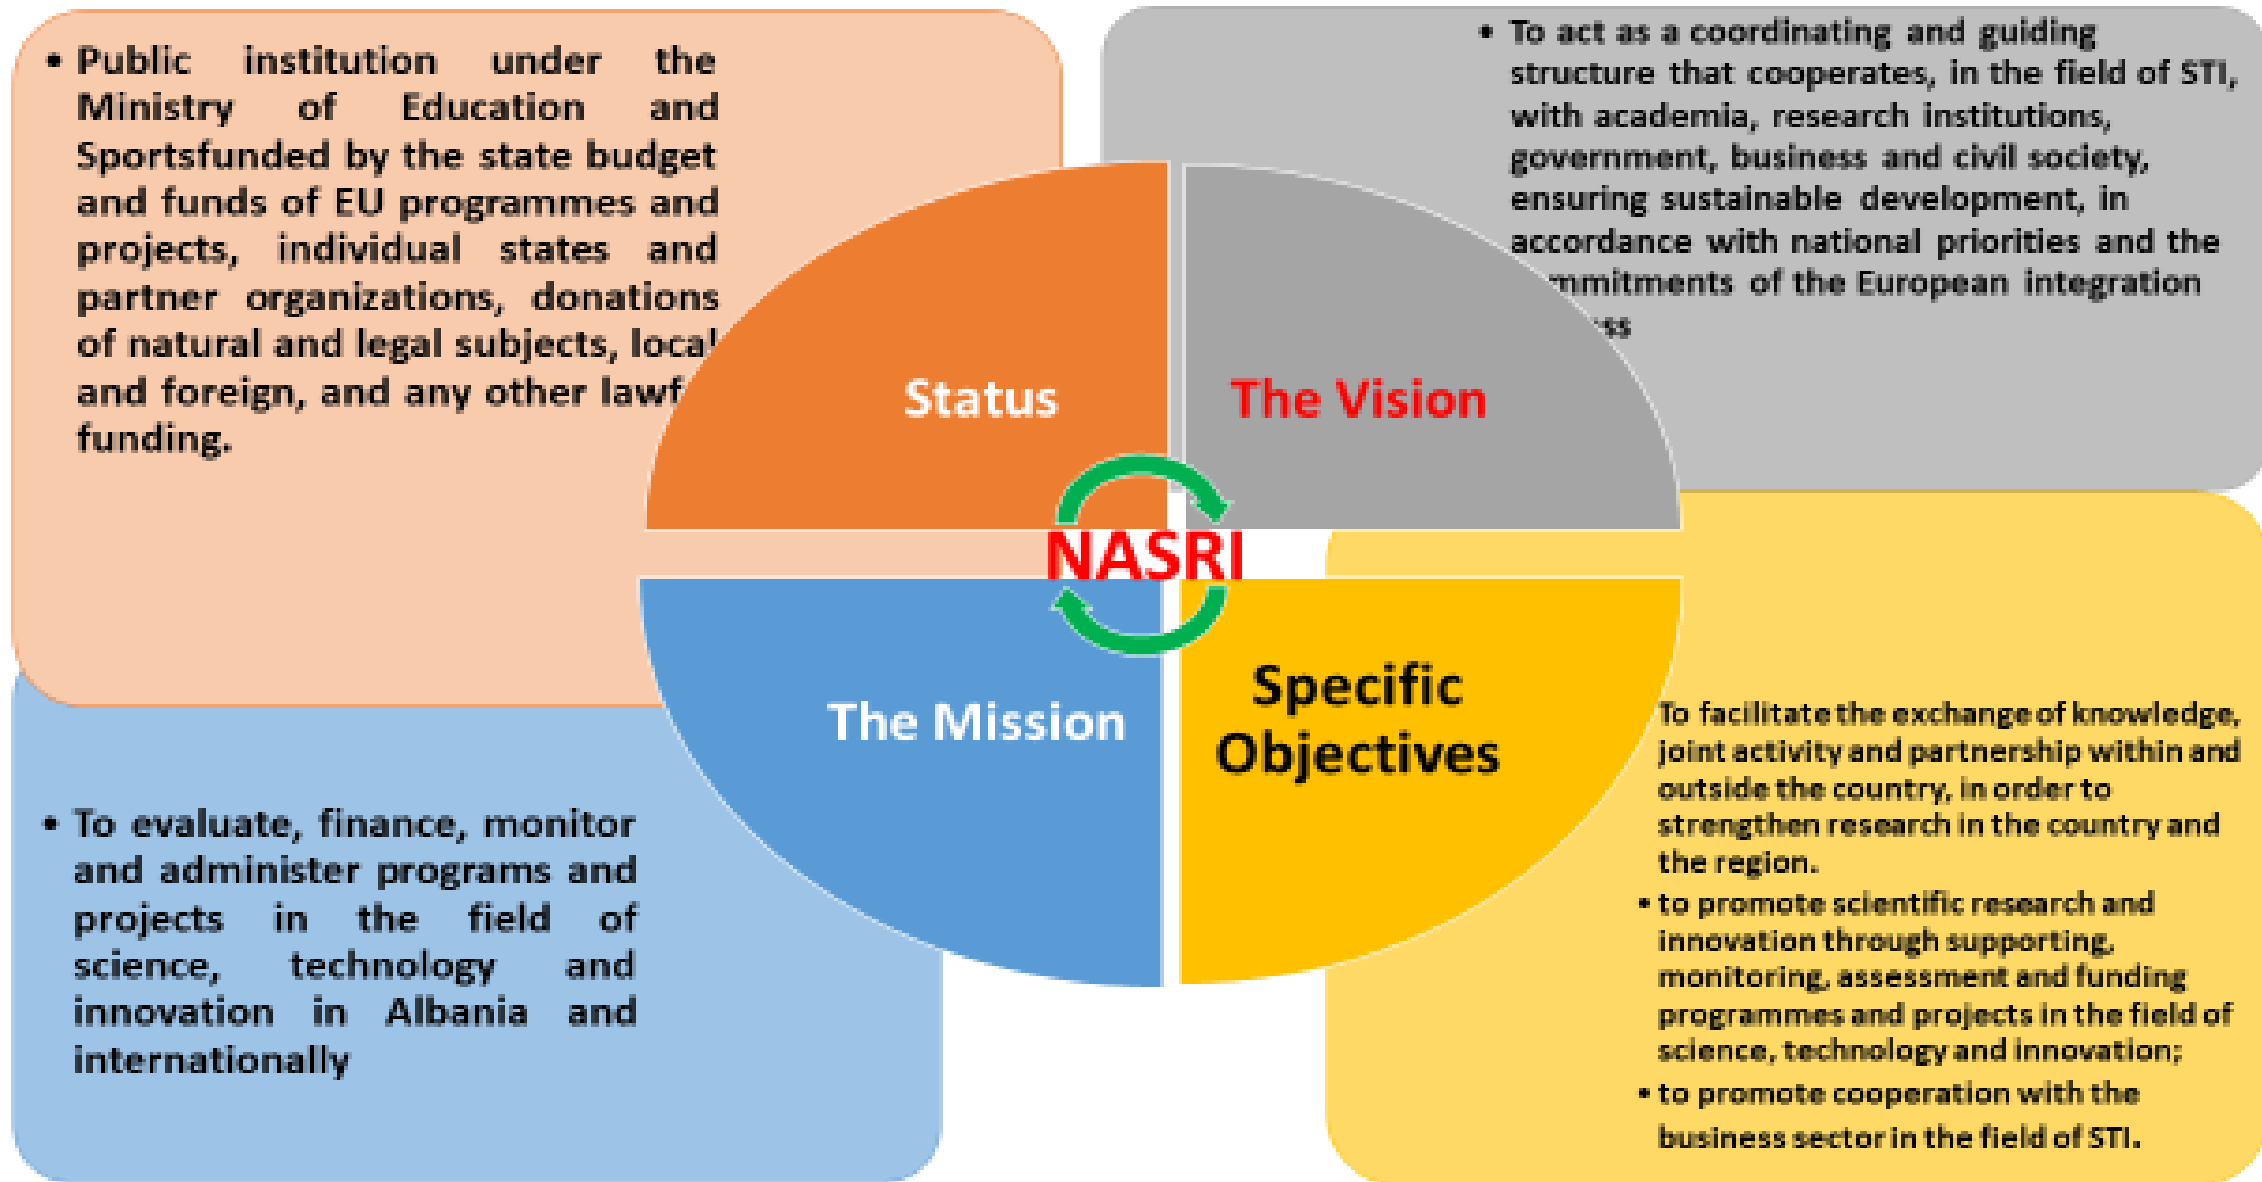 • Public institution under the
Ministry of Education and
Sportsfunded by the state budget
and funds of EU programmes and
projects, individual states and
partner organizations, donations
of natural and legal subjects, local
and foreign, and any other
funding.
• To act as a coordinating and guiding
structure that cooperates, in the field of STI,
with academia, research institutions,
government, business and civil society,
ensuring sustainable development, in
accordance with national priorities and the
of the European integration
Status
The Vision
NASRI
The Mission
Specific
Objectives
• To evaluate, finance, monitor
and administer programs and
projects in the field of
science, technology and
innovation in Albania and
internationally
To facilitate the exchange of knowledge,
joint activity and partnership within and
outside the country, in order to
strengthen research in the country and
the region.
• to promote scientific research and
innovation through supporting,
monitoring, assessment and funding
programmes and projects in the field of
science, technology and innovation;
• to promote cooperation with the
business sector in the field of STI.